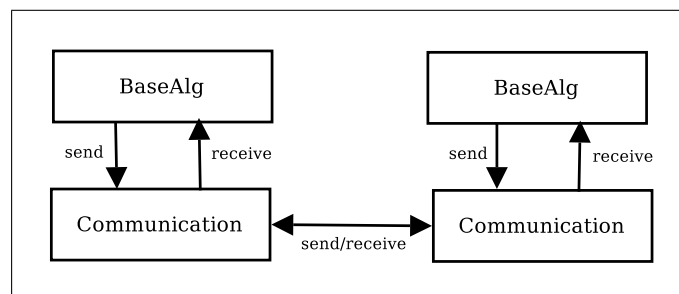 BaseAlg
BaseAlg
send
receive
send
receive
Communication
Communication
send/receive